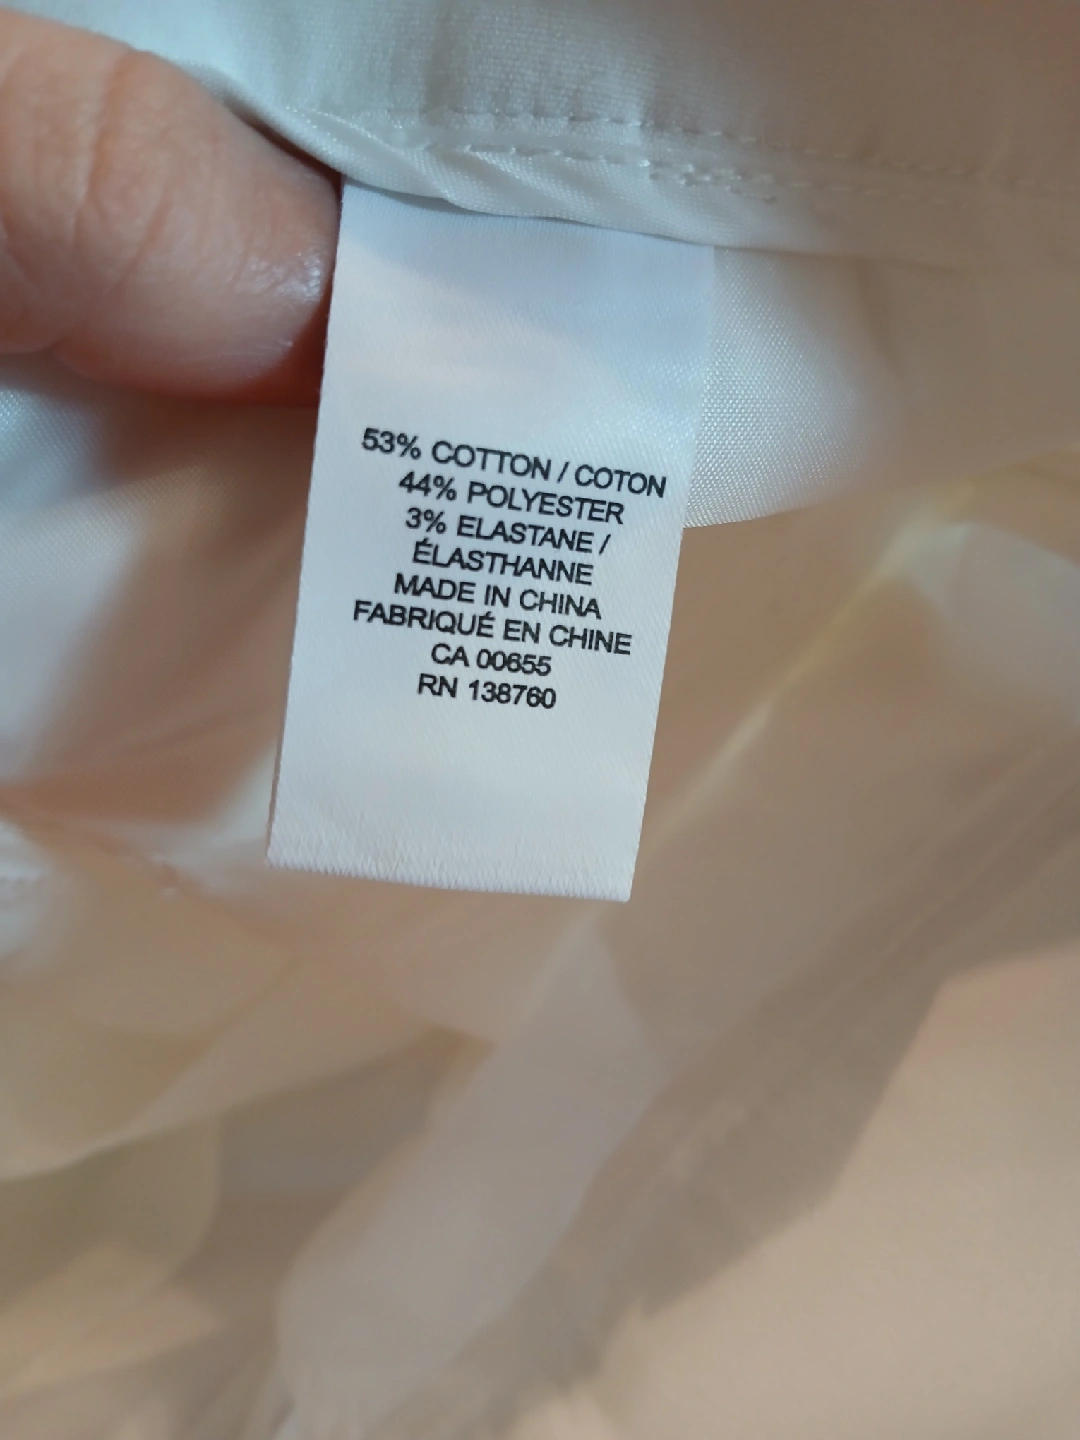 53% COTTON / COTON
44% POLYESTER
3% ELASTANE /
ÉLASTHANNE
MADE IN CHINA
FABRIQUÉ EN CHINE
CA 00655
RN 138760